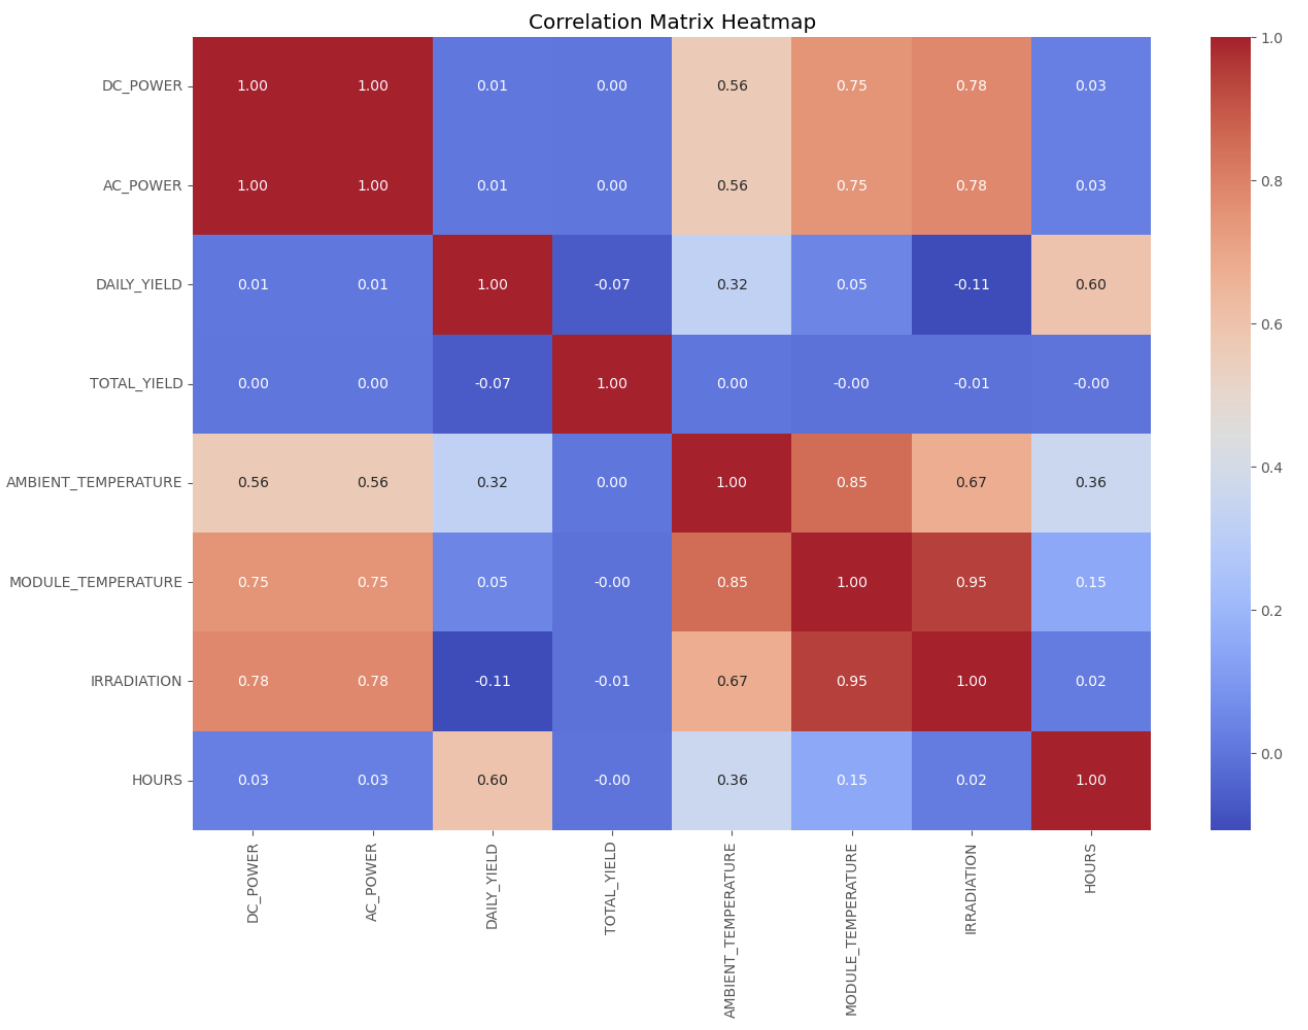 Correlation Matrix Heatmap
DC_POWER 1.00 1.00 0.01 0.00 0.56 0.75 0.78 0.03
AC_POWER 1.00 1.00 0.01 0.00 0.56 0.75 0.78 0.03
DAILY_YIELD 0.01 0.01 1.00 -0.07 0.32 0.05 -0.11 0.60
TOTAL_YIELD 0.00 0.00 -0.07 1.00 0.00 -0.00 -0.01 -0.00
AMBIENT_TEMPERATURE 0.56 0.56 0.32 0.00 1.00 0.85 0.67 0.36
MODULE_TEMPERATURE 0.75 0.75 0.05 -0.00 0.85 1.00 0.95 0.15
IRRADIATION 0.78 0.78 -0.11 -0.01 0.67 0.95 1.00 0.02
HOURS 0.03 0.03 0.60 -0.00 0.36 0.15 0.02 1.00
DC_POWER
AC_POWER
DAILY_YIELD
TOTAL_YIELD
AMBIENT_TEMPERATURE
MODULE_TEMPERATURE
IRRADIATION
HOURS
1.0
0.8
0.6
0.4
0.2
0.0